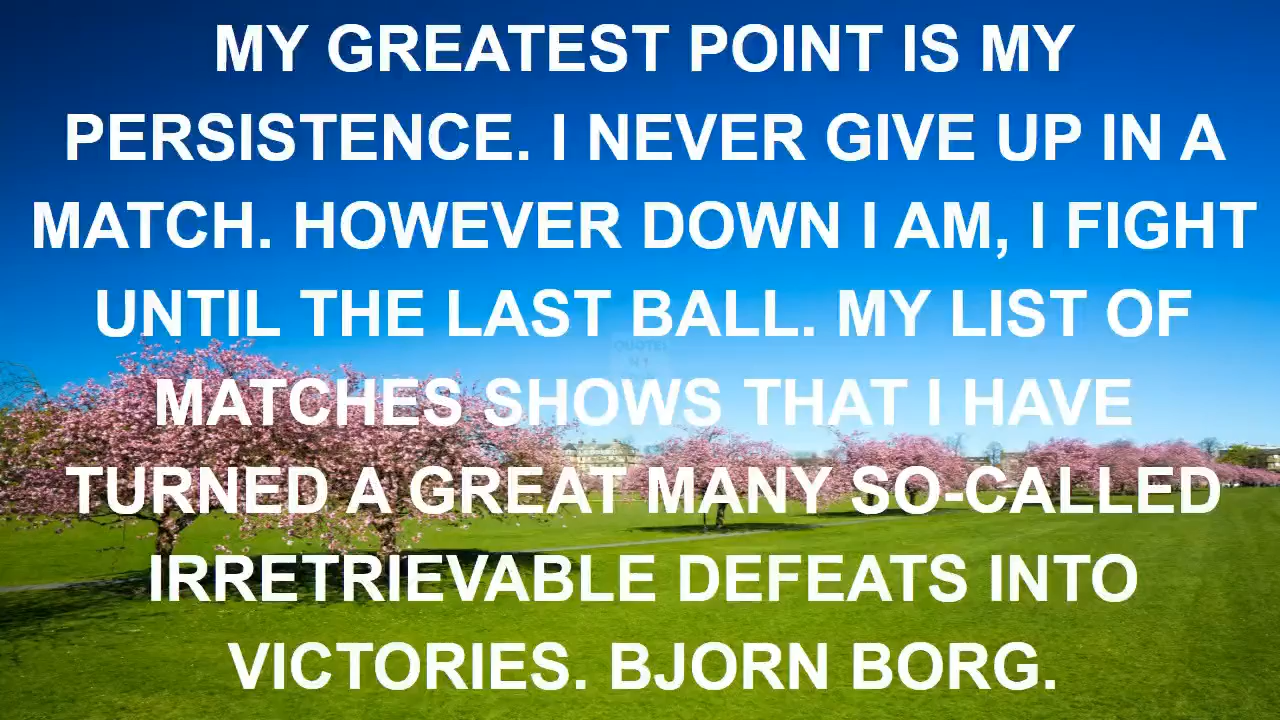 MY GREATEST POINT IS MY
PERSISTENCE. I NEVER GIVE UP IN A
MATCH. HOWEVER DOWN I AM, I FIGHT
UNTIL THE LAST BALL. MY LIST OF
MATCHES SHOWS THAT I HAVE
TURNED A GREAT MANY SO-CALLED
IRRETRIEVABLE DEFEATS INTO
VICTORIES. BJORN BORG.